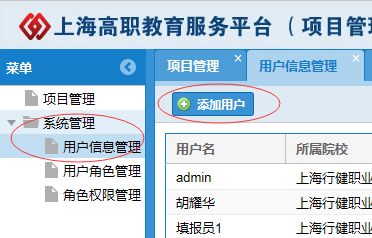 上海高职教育服务平台（项目管
菜单
项目管理
系统管理
用户信息管理
用户角色管理
角色权限管理
项目管理 ×
用户信息管理 ×
添加用户
用户名 所属院校
admin 上海行健职业
胡耀华 上海行健职业
填报员1 上海行健职业